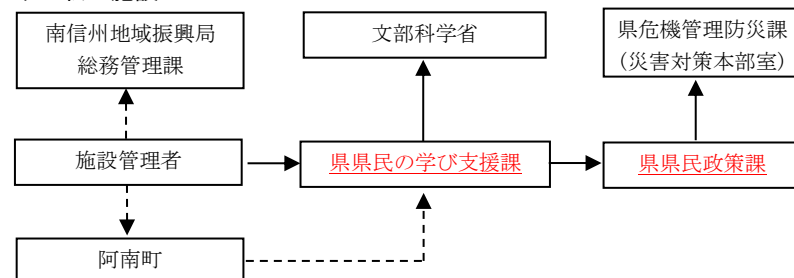 南信州地域振興局
総務管理課
文部科学省
県危機管理防災課
（災害対策本部室）
施設管理者
県県民の学び支援課
県県民政策課
阿南町